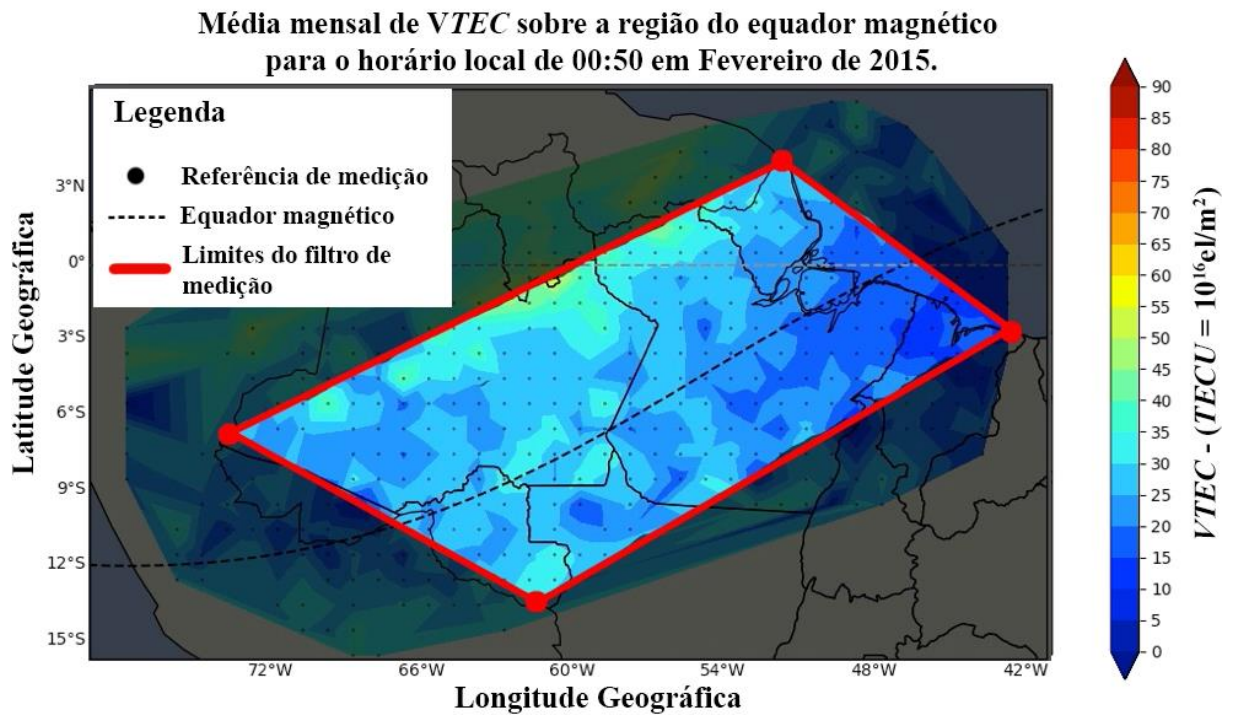 Média mensal de VTEC sobre a região do equador magnético
para o horário local de 00:50 em Fevereiro de 2015.
Legenda
Referência de medição
Equador magnético
Limites do filtro de
medição
Latitude Geográfica
3°N
0°
3°S
6°S
9°S
12°S
15°S
72°W
66°W
60°W
54°W
48°W
42°W
Longitude Geográfica
90
85
80
75
70
65
60
55
50
45
40
35
30
25
20
15
10
5
0
VTEC - (TECU = 10¹⁶el/m²)